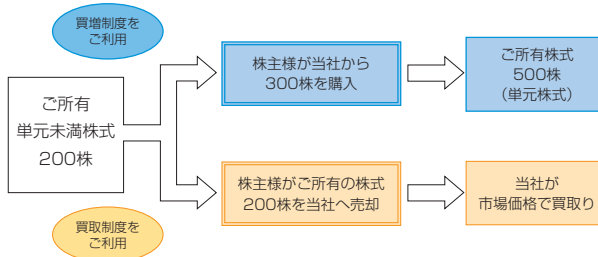 買増制度を
ご利用
ご所有
単元未満株式
200株
株主様が当社から
300株を購入
ご所有株式
500株
（単元株式）
株主様がご所有の株式
200株を当社へ売却
当社が
市場価格で買取り
買取制度を
ご利用